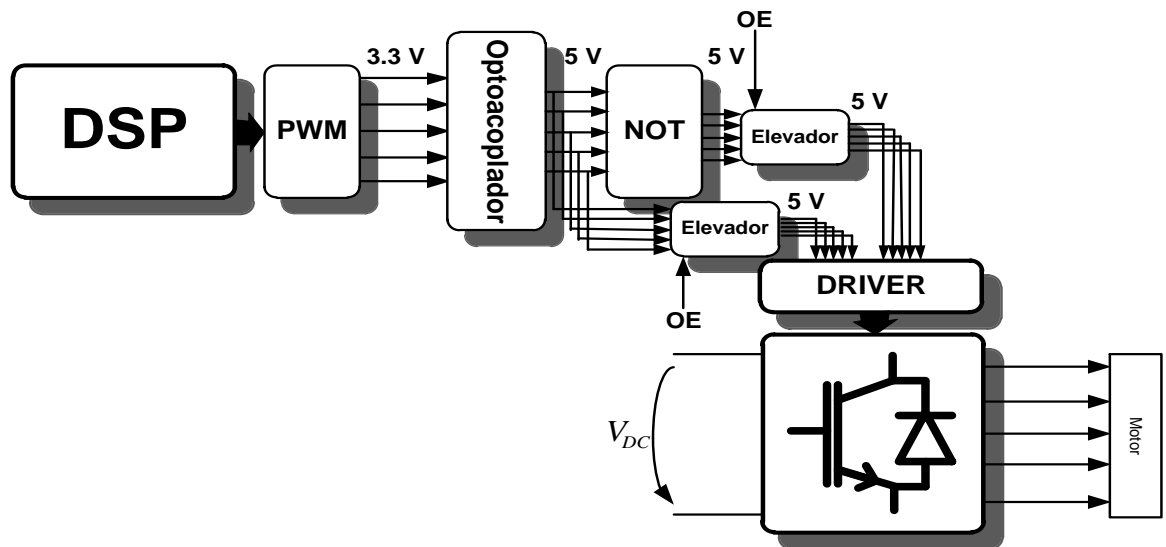 OE
3.3 V
5 V
5 V
5 V
DSP
PWM
Optoacoplador
NOT
Elevador
5 V
Elevador
OE
DRIVER
V_DC
Motor